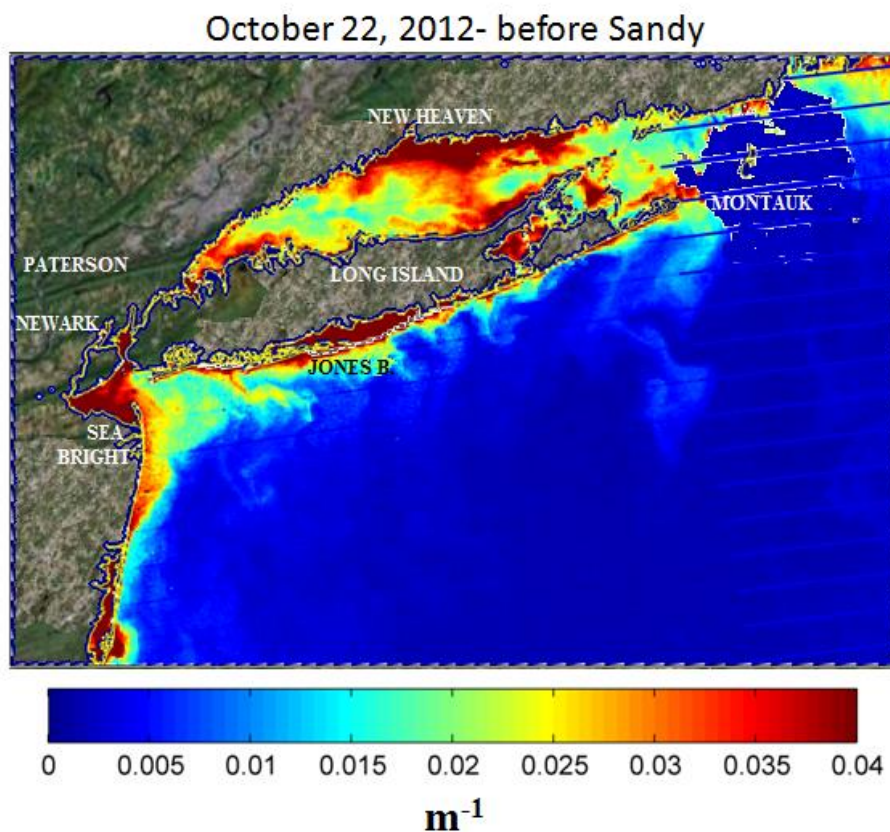 October 22, 2012- before Sandy
NEW HEAVEN
MONTAUK
PATERSON
LONG ISLAND
NEWARK
JONES B.
SEA
BRIGHT
0 0.005 0.01 0.015 0.02 0.025 0.03 0.035 0.04
m-1